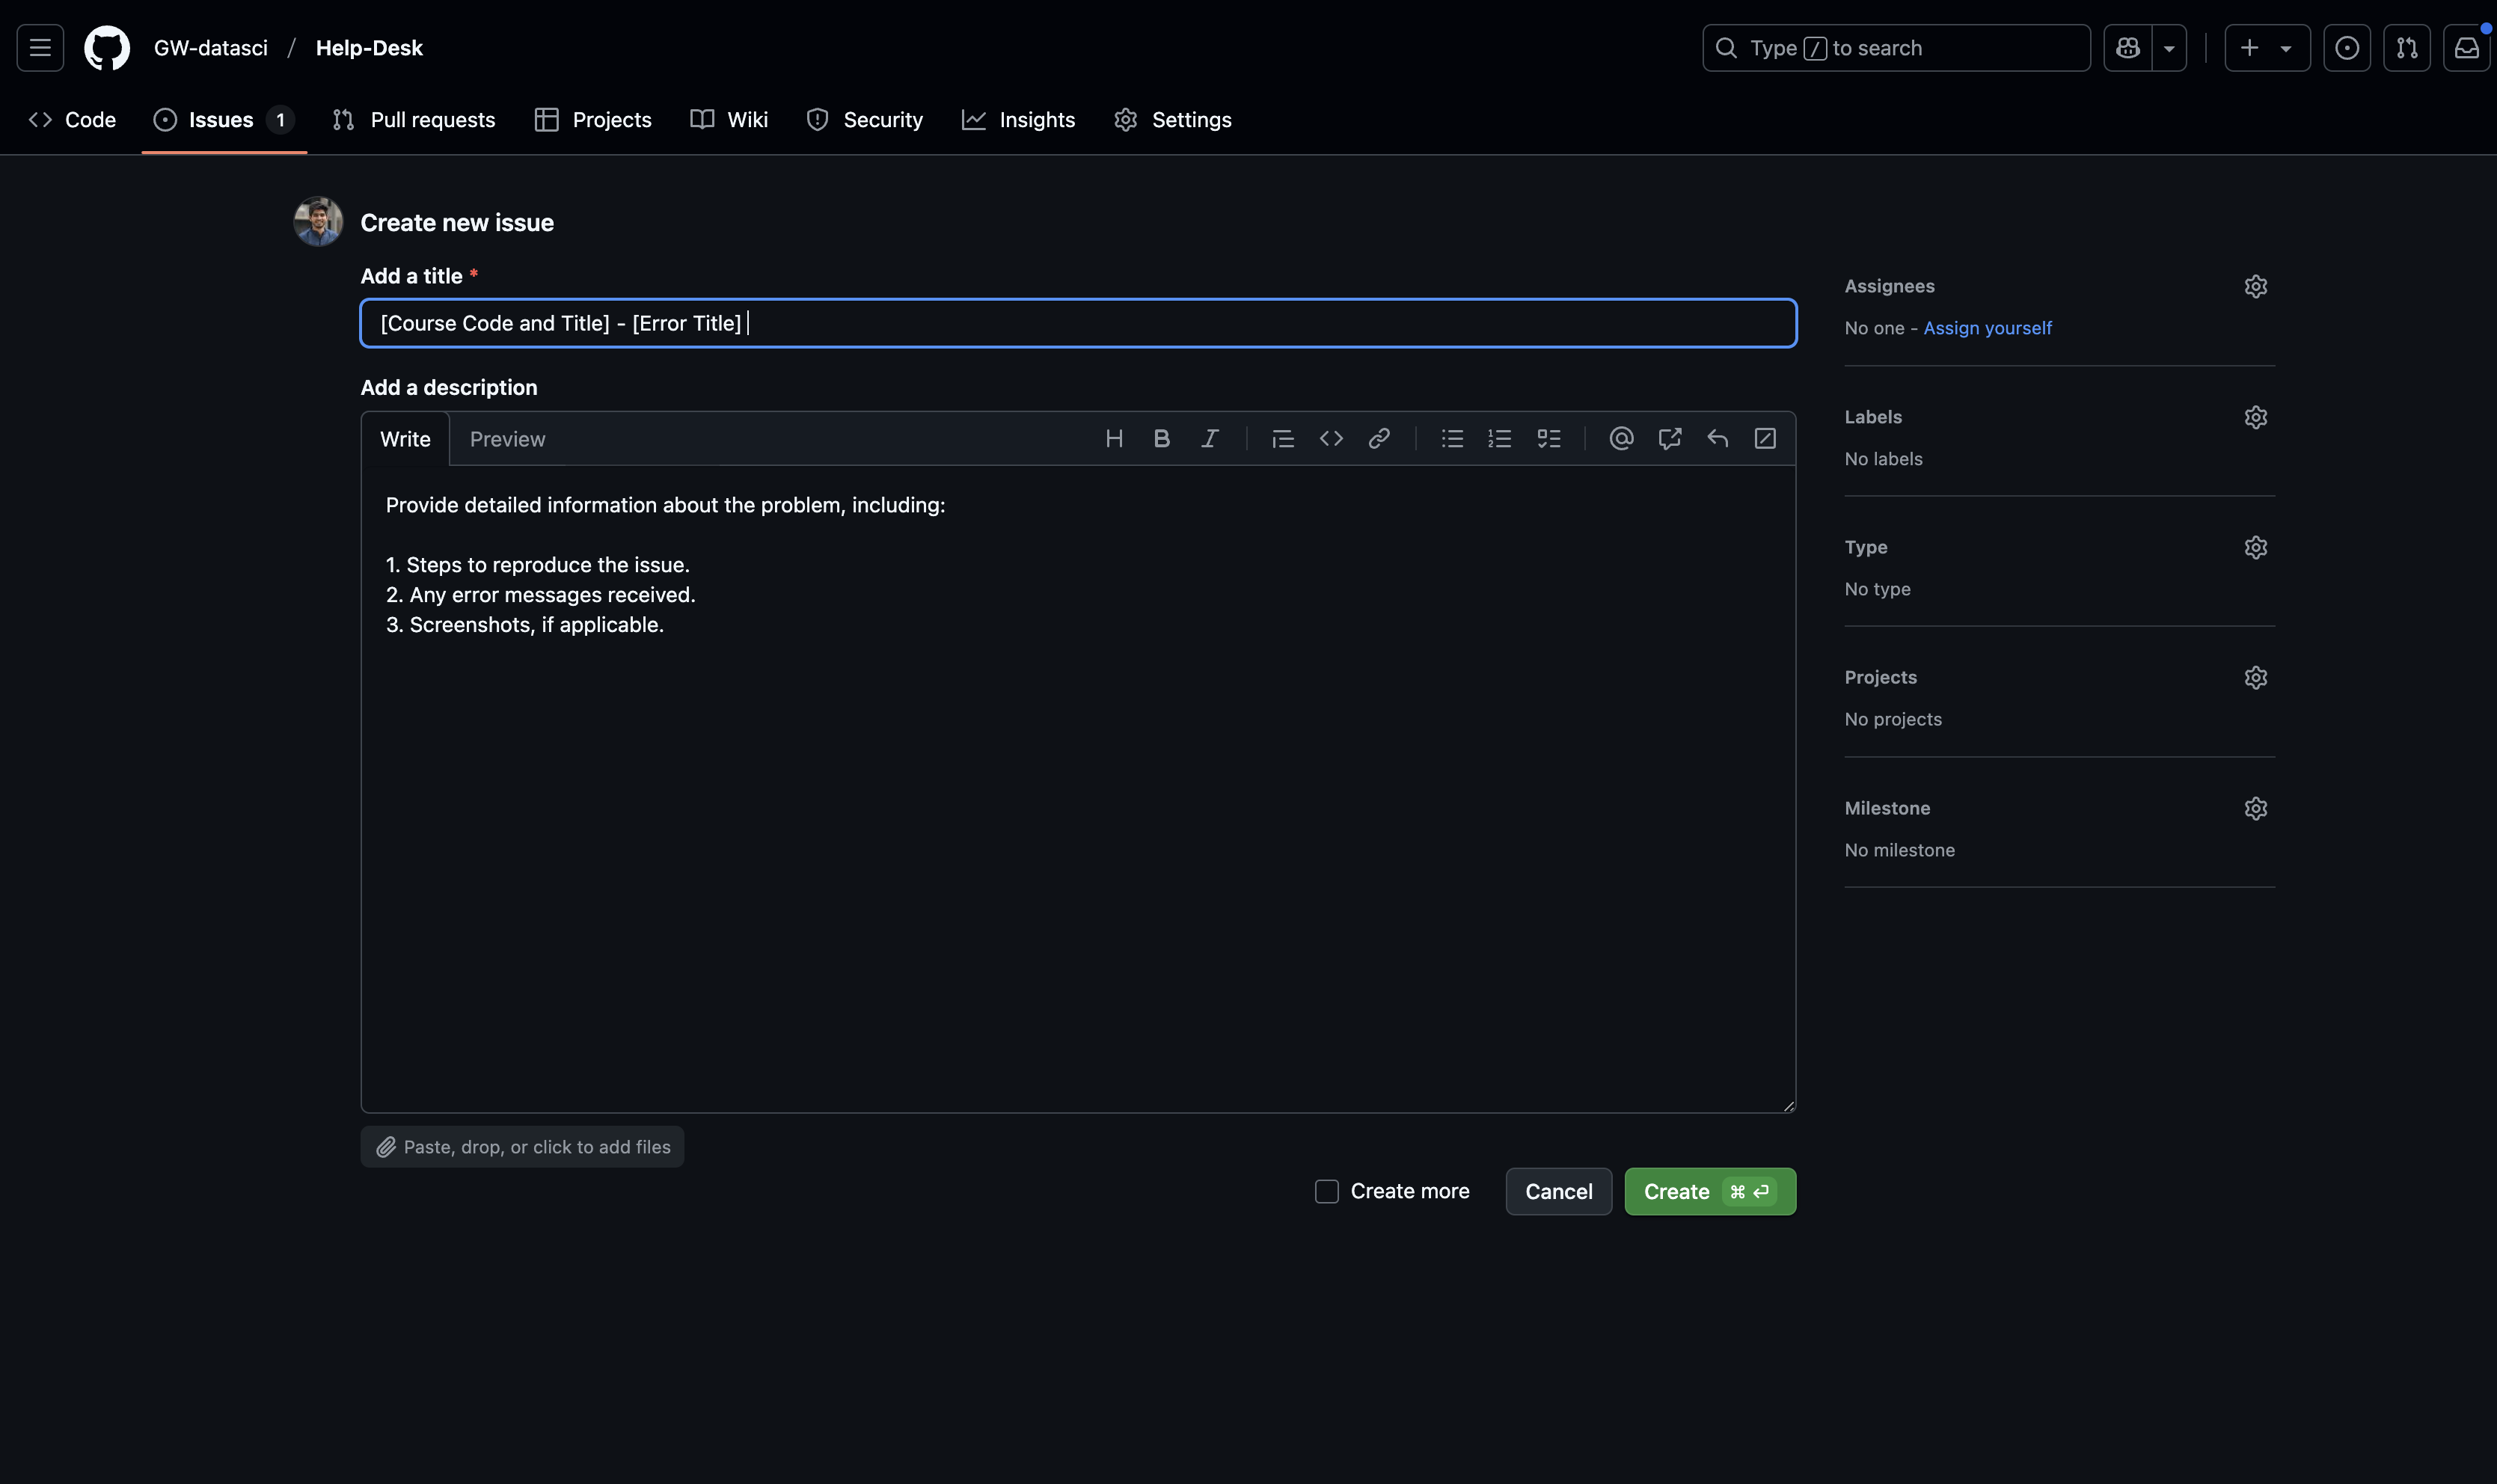 GW-datasci / Help-Desk
Type / to search
Code
Issues 1
Pull requests
Projects
Wiki
Security
Insights
Settings
Create new issue
Add a title *
[Course Code and Title] - [Error Title]
Add a description
Write
Preview
Provide detailed information about the problem, including:
1. Steps to reproduce the issue.
2. Any error messages received.
3. Screenshots, if applicable.
Paste, drop, or click to add files
Create more
Cancel
Create ⌘ ⏎
Assignees
No one - Assign yourself
Labels
No labels
Type
No type
Projects
No projects
Milestone
No milestone